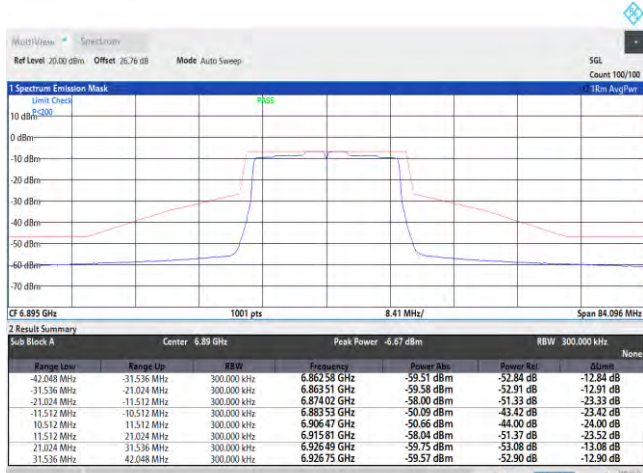 MultiView Spectrum
Ref Level 20.00 dBm Offset 26.76 dB Mode Auto Sweep SGL
Count 100/100
1 Spectrum Emission Mask 1Rm AvgPwr
Limit Check PASS
P<200
10 dBm
0 dBm
-10 dBm
-20 dBm
-30 dBm
-40 dBm
-50 dBm
-60 dBm
-70 dBm
CF 6.895 GHz 1001 pts 8.41 MHz/ Span 84.096 MHz
2 Result Summary
Sub Block A Center 6.89 GHz Peak Power -6.67 dBm RBW 300.000 kHz
None
Range Low Range Up RBW Frequency Power Abs Power Rel ΔLimit
-42.048 MHz -31.536 MHz 300.000 kHz 6.86258 GHz -59.51 dBm -52.84 dB -12.84 dB
-31.536 MHz -21.024 MHz 300.000 kHz 6.86351 GHz -59.58 dBm -52.91 dB -12.91 dB
-21.024 MHz -11.512 MHz 300.000 kHz 6.87402 GHz -58.00 dBm -51.33 dB -23.33 dB
-11.512 MHz -10.512 MHz 300.000 kHz 6.88353 GHz -50.09 dBm -43.42 dB -23.42 dB
10.512 MHz 11.512 MHz 300.000 kHz 6.90647 GHz -50.66 dBm -44.00 dB -24.00 dB
11.512 MHz 21.024 MHz 300.000 kHz 6.91581 GHz -58.04 dBm -51.37 dB -23.52 dB
21.024 MHz 31.536 MHz 300.000 kHz 6.92649 GHz -59.75 dBm -53.08 dB -13.08 dB
31.536 MHz 42.048 MHz 300.000 kHz 6.92675 GHz -59.57 dBm -52.90 dB -12.90 dB